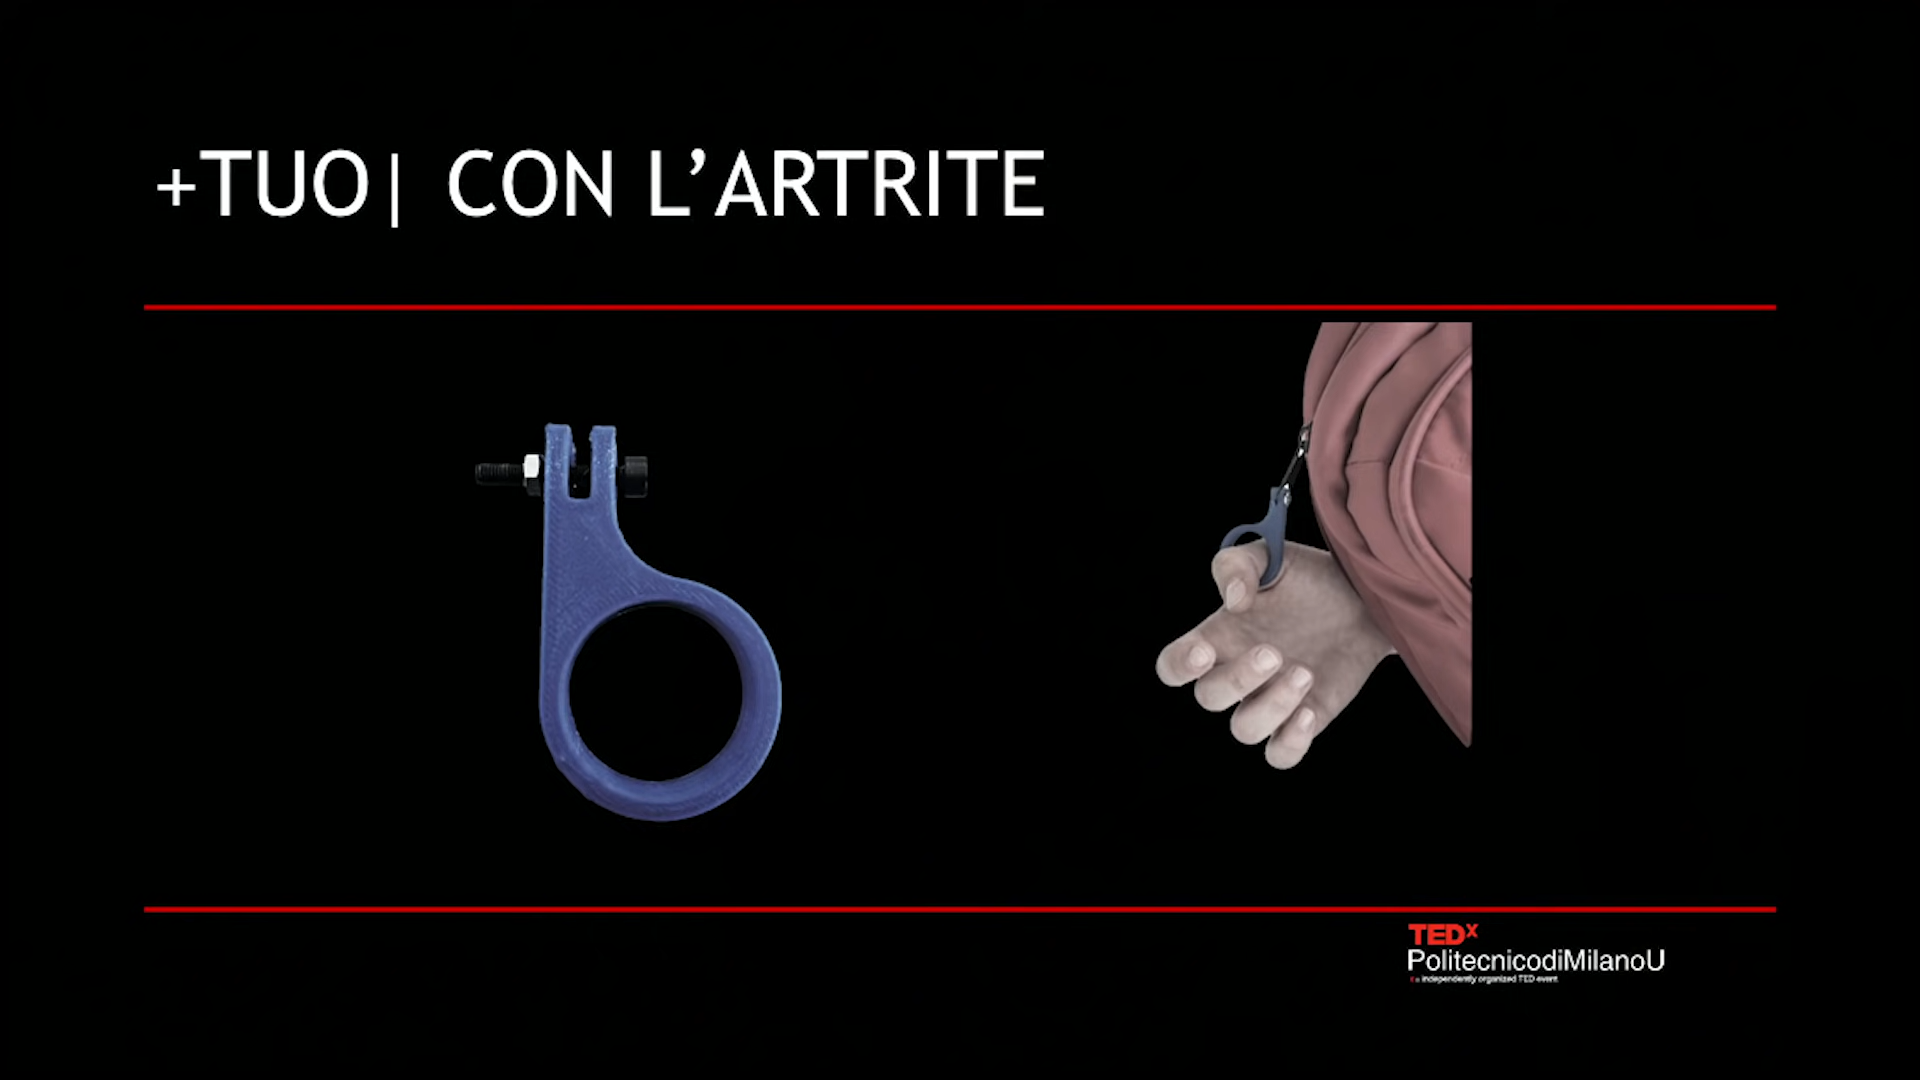 +TUO| CON L’ARTRITE
TEDx
PolitecnicodiMilanoU
x = independently organized TED event